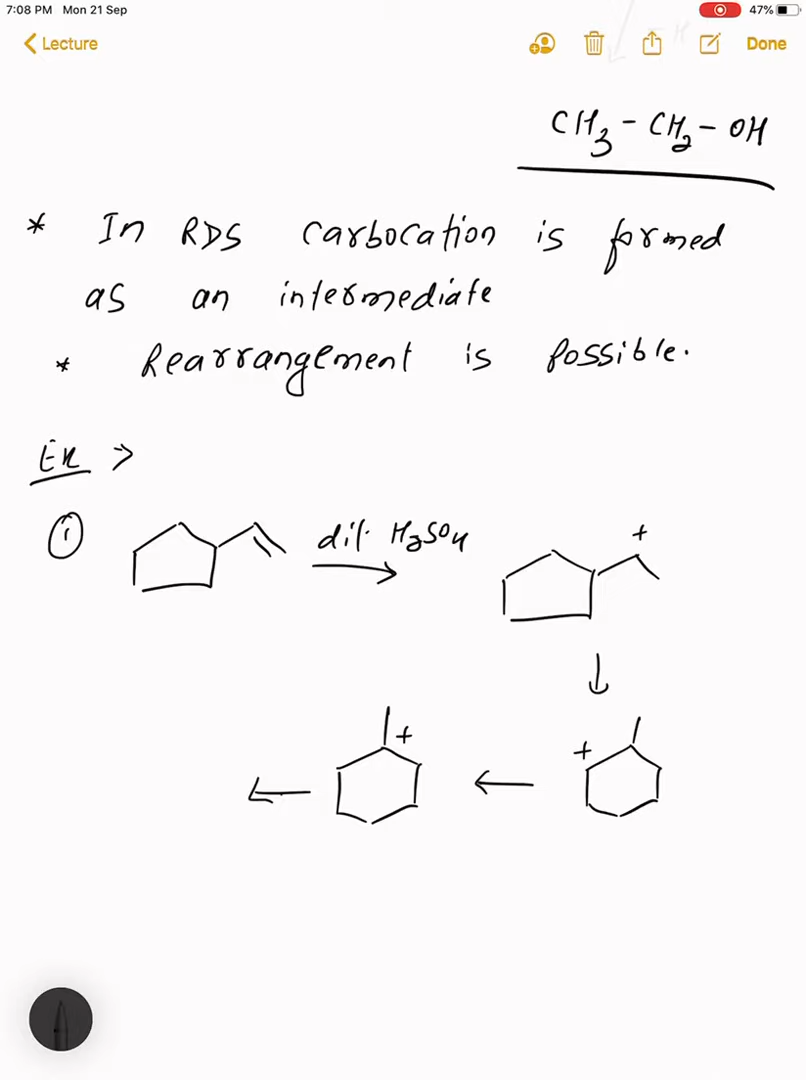 7:08 PM Mon 21 Sep
47%
Lecture
Done
CH3 - CH2 - OH
* In RDS carbocation is formed
as an intermediate
* Rearrangement is possible.
Ex >
① dil. H2SO4
+
+
+